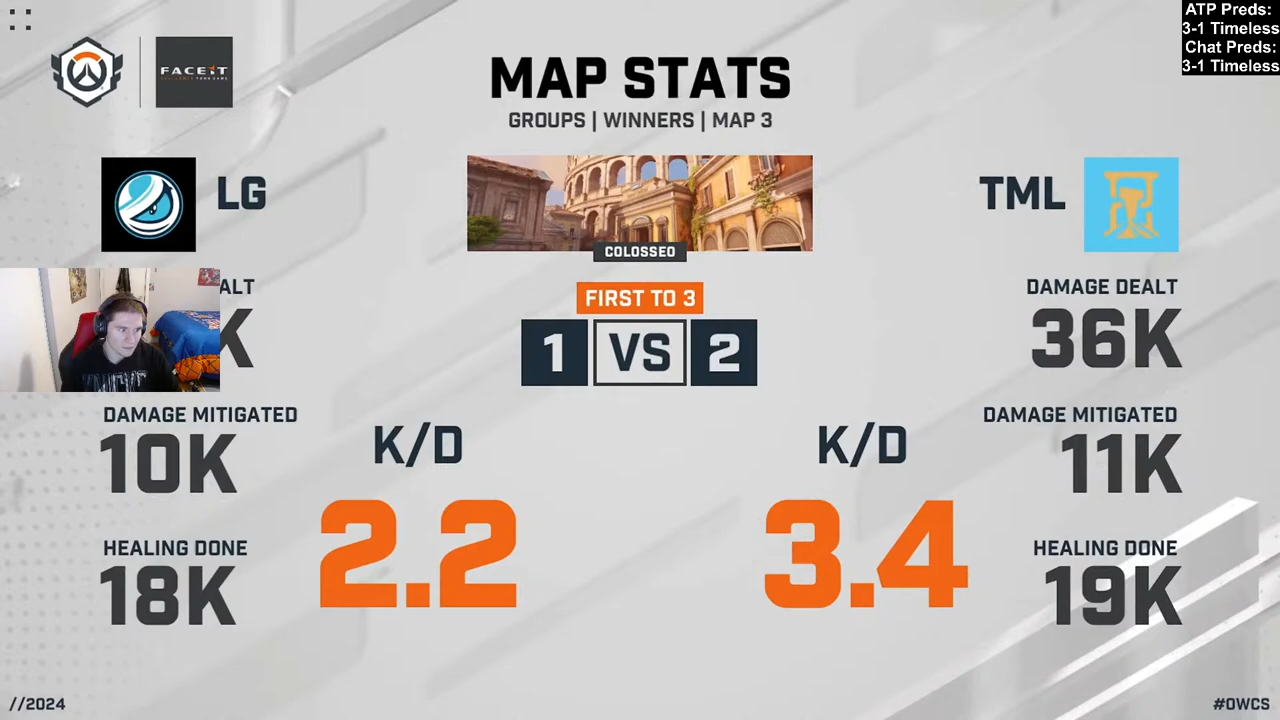 ATP Preds:
3-1 Timeless
Chat Preds:
3-1 Timeless
FACEIT
MAP STATS
GROUPS | WINNERS | MAP 3
LG
TML
COLOSSEO
ALT
K
FIRST TO 3
1 VS 2
DAMAGE DEALT
36K
DAMAGE MITIGATED
10K
K/D
2.2
K/D
3.4
DAMAGE MITIGATED
11K
HEALING DONE
18K
HEALING DONE
19K
//2024
#OWCS